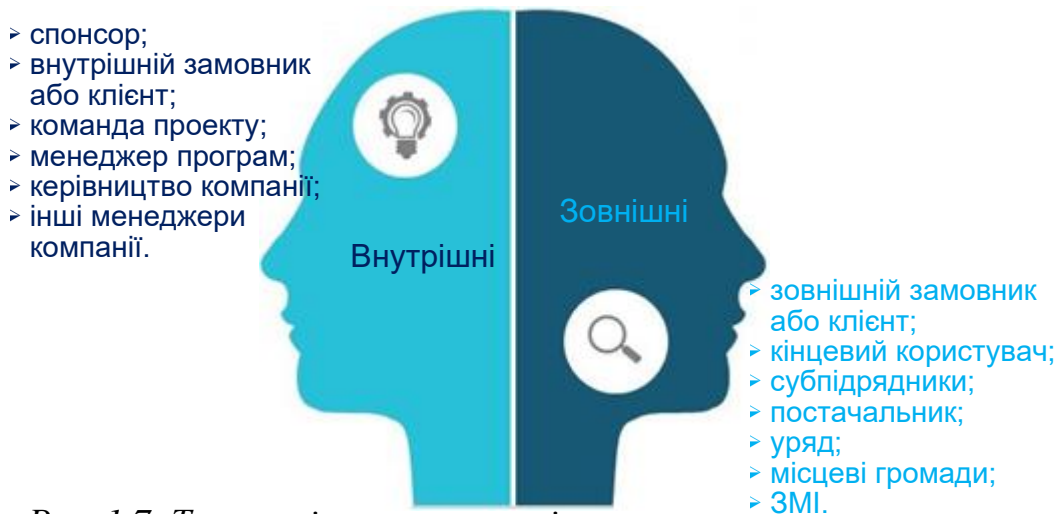 ➢ спонсор;
➢ внутрішній замовник
або клієнт;
➢ команда проекту;
➢ менеджер програм;
➢ керівництво компанії;
➢ інші менеджери
компанії.
Внутрішні
Зовнішні
➢ зовнішній замовник
або клієнт;
➢ кінцевий користувач;
➢ субпідрядники;
➢ постачальник;
➢ уряд;
➢ місцеві громади;
➢ ЗМІ.